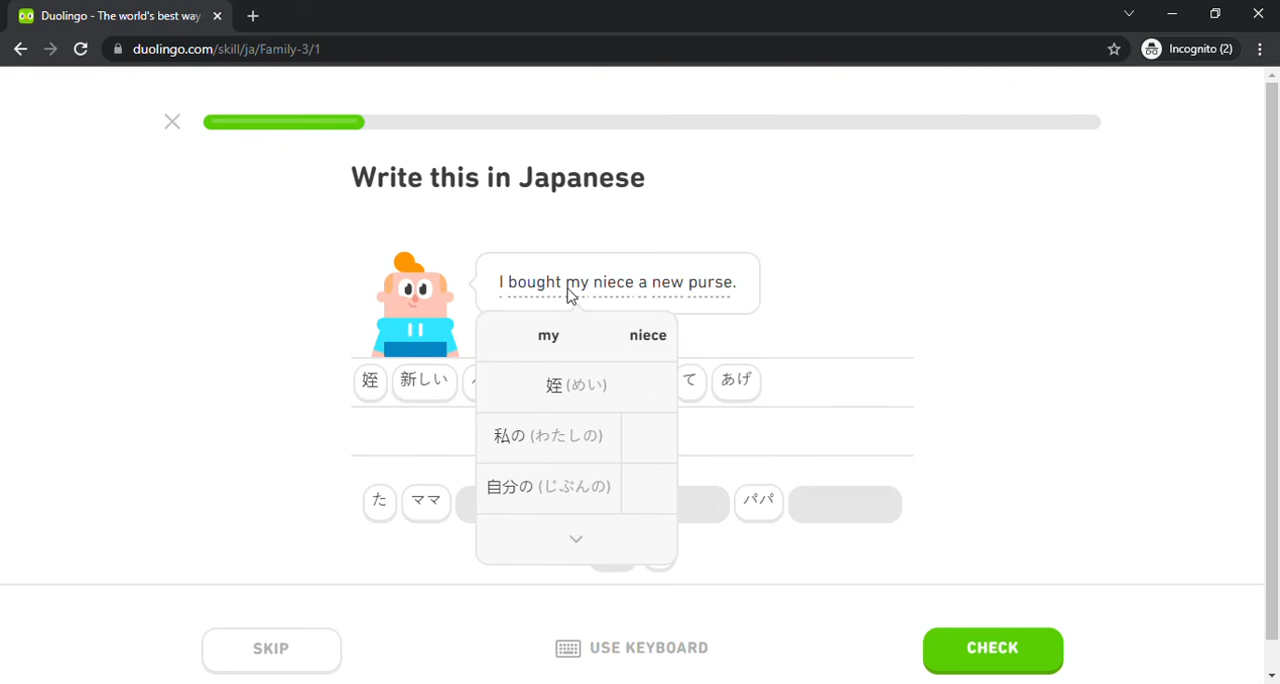 Duolingo - The world's best way
duolingo.com/skill/ja/Family-3/1
Incognito (2)
Write this in Japanese
I bought my niece a new purse.
my niece
姪 (めい)
私の (わたしの)
自分の (じぶんの)
姪 新しい て あげ
た ママ パパ
SKIP USE KEYBOARD CHECK